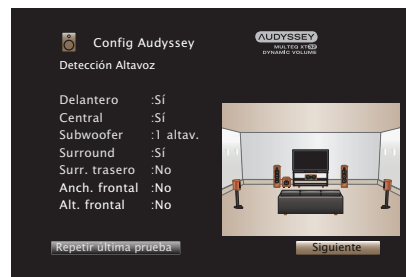 Config Audyssey
AUDYSSEY
MULTEQ XT32
DYNAMIC VOLUME
Detección Altavoz
Delantero :Sí
Central :Sí
Subwoofer :1 altav.
Surround :Sí
Surr. trasero :No
Anch. frontal :No
Alt. frontal :No
Repetir última prueba
Siguiente